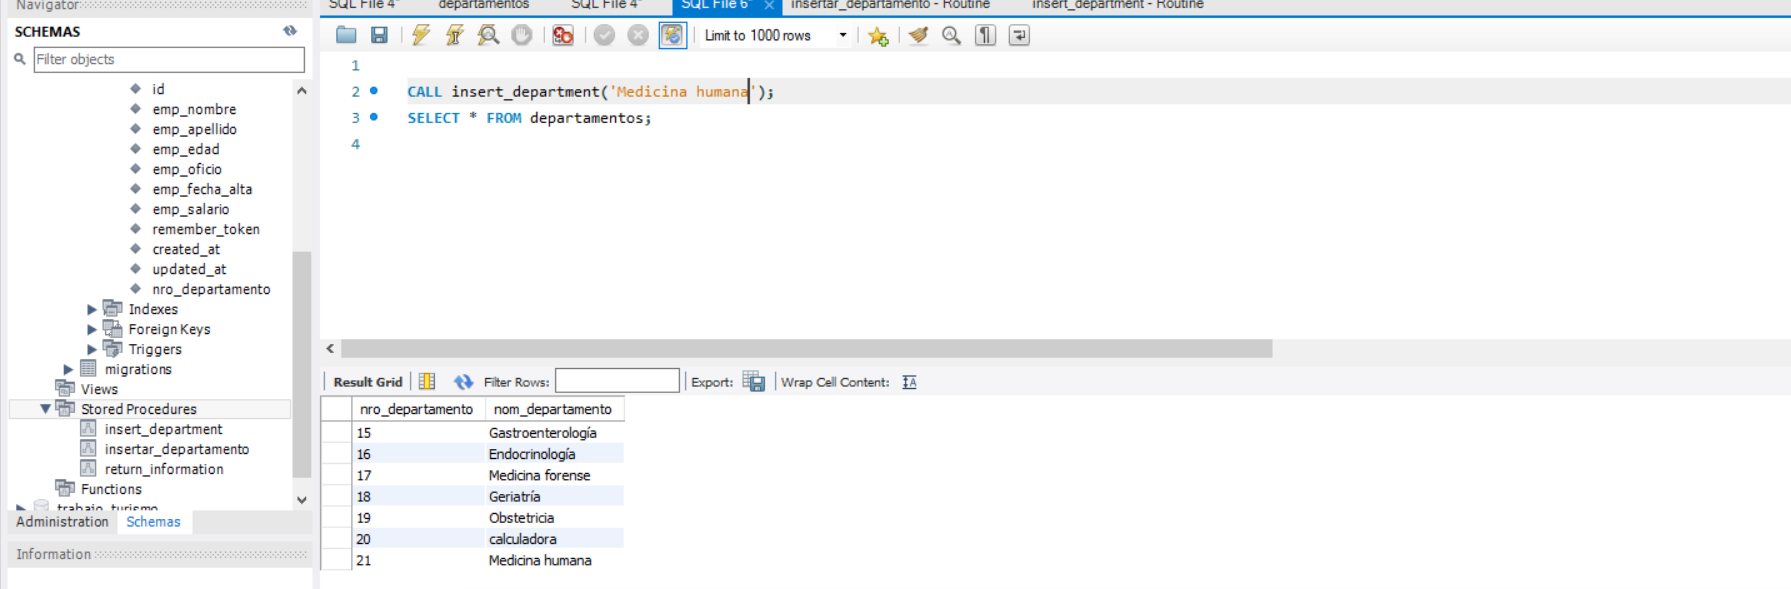 Navigator
SQL File 4*
departamentos
SQL File 4*
SQL File 6*
insertar_departamento - Routine
insert_department - Routine
SCHEMAS
Limit to 1000 rows
Filter objects
id
emp_nombre
emp_apellido
emp_edad
emp_oficio
emp_fecha_alta
emp_salario
remember_token
created_at
updated_at
nro_departamento
Indexes
Foreign Keys
Triggers
migrations
Views
Stored Procedures
insert_department
insertar_departamento
return_information
Functions
trabajo_turismo
Administration Schemas
Information
1
2 CALL insert_department('Medicina humana');
3 SELECT * FROM departamentos;
4
Result Grid Filter Rows: Export: Wrap Cell Content: IA
nro_departamento nom_departamento
15 Gastroenterología
16 Endocrinología
17 Medicina forense
18 Geriatría
19 Obstetricia
20 calculadora
21 Medicina humana